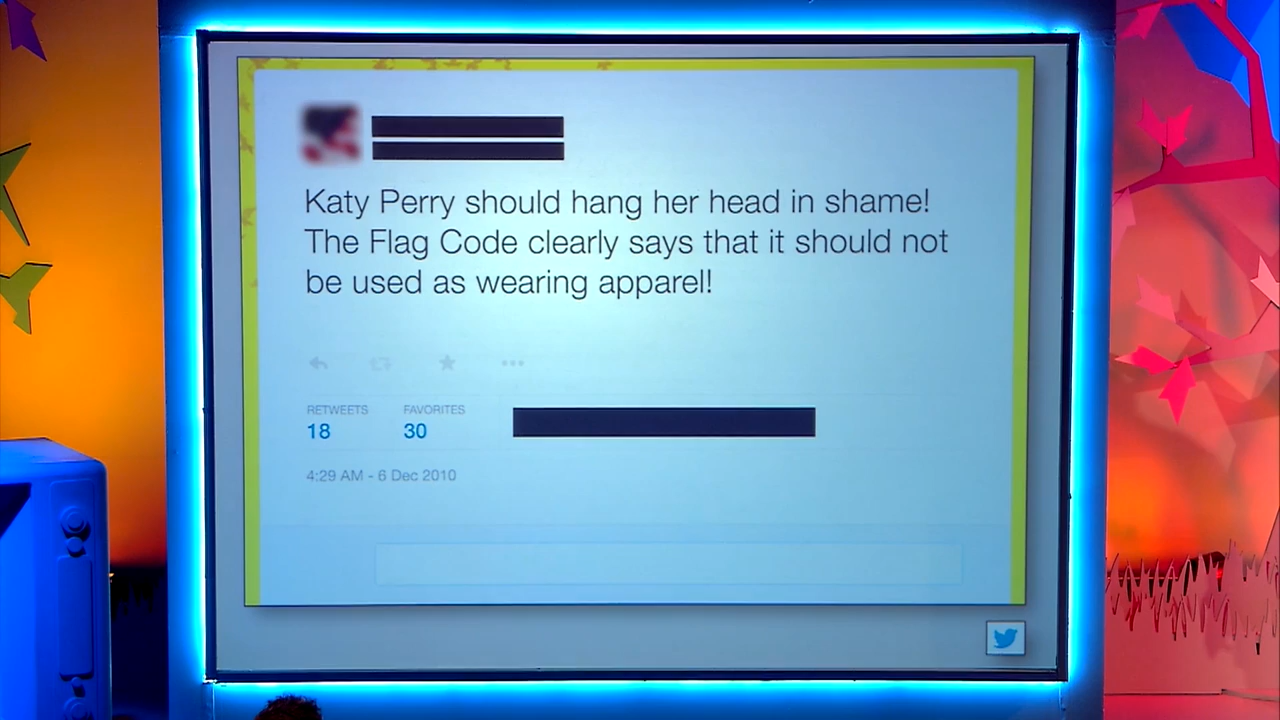 Katy Perry should hang her head in shame!
The Flag Code clearly says that it should not
be used as wearing apparel!
RETWEETS FAVORITES
18 30
4:29 AM - 6 Dec 2010